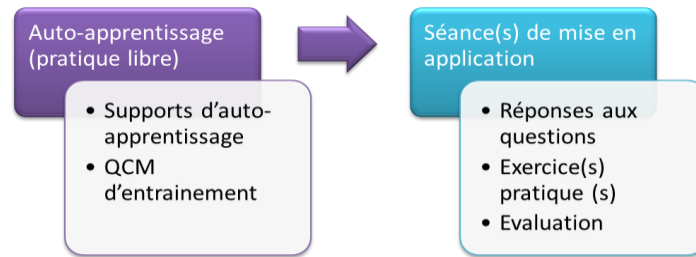 Auto-apprentissage
(pratique libre)
• Supports d'auto-
apprentissage
• QCM
d'entrainement
Séance(s) de mise en
application
• Réponses aux
questions
• Exercice(s)
pratique (s)
• Evaluation